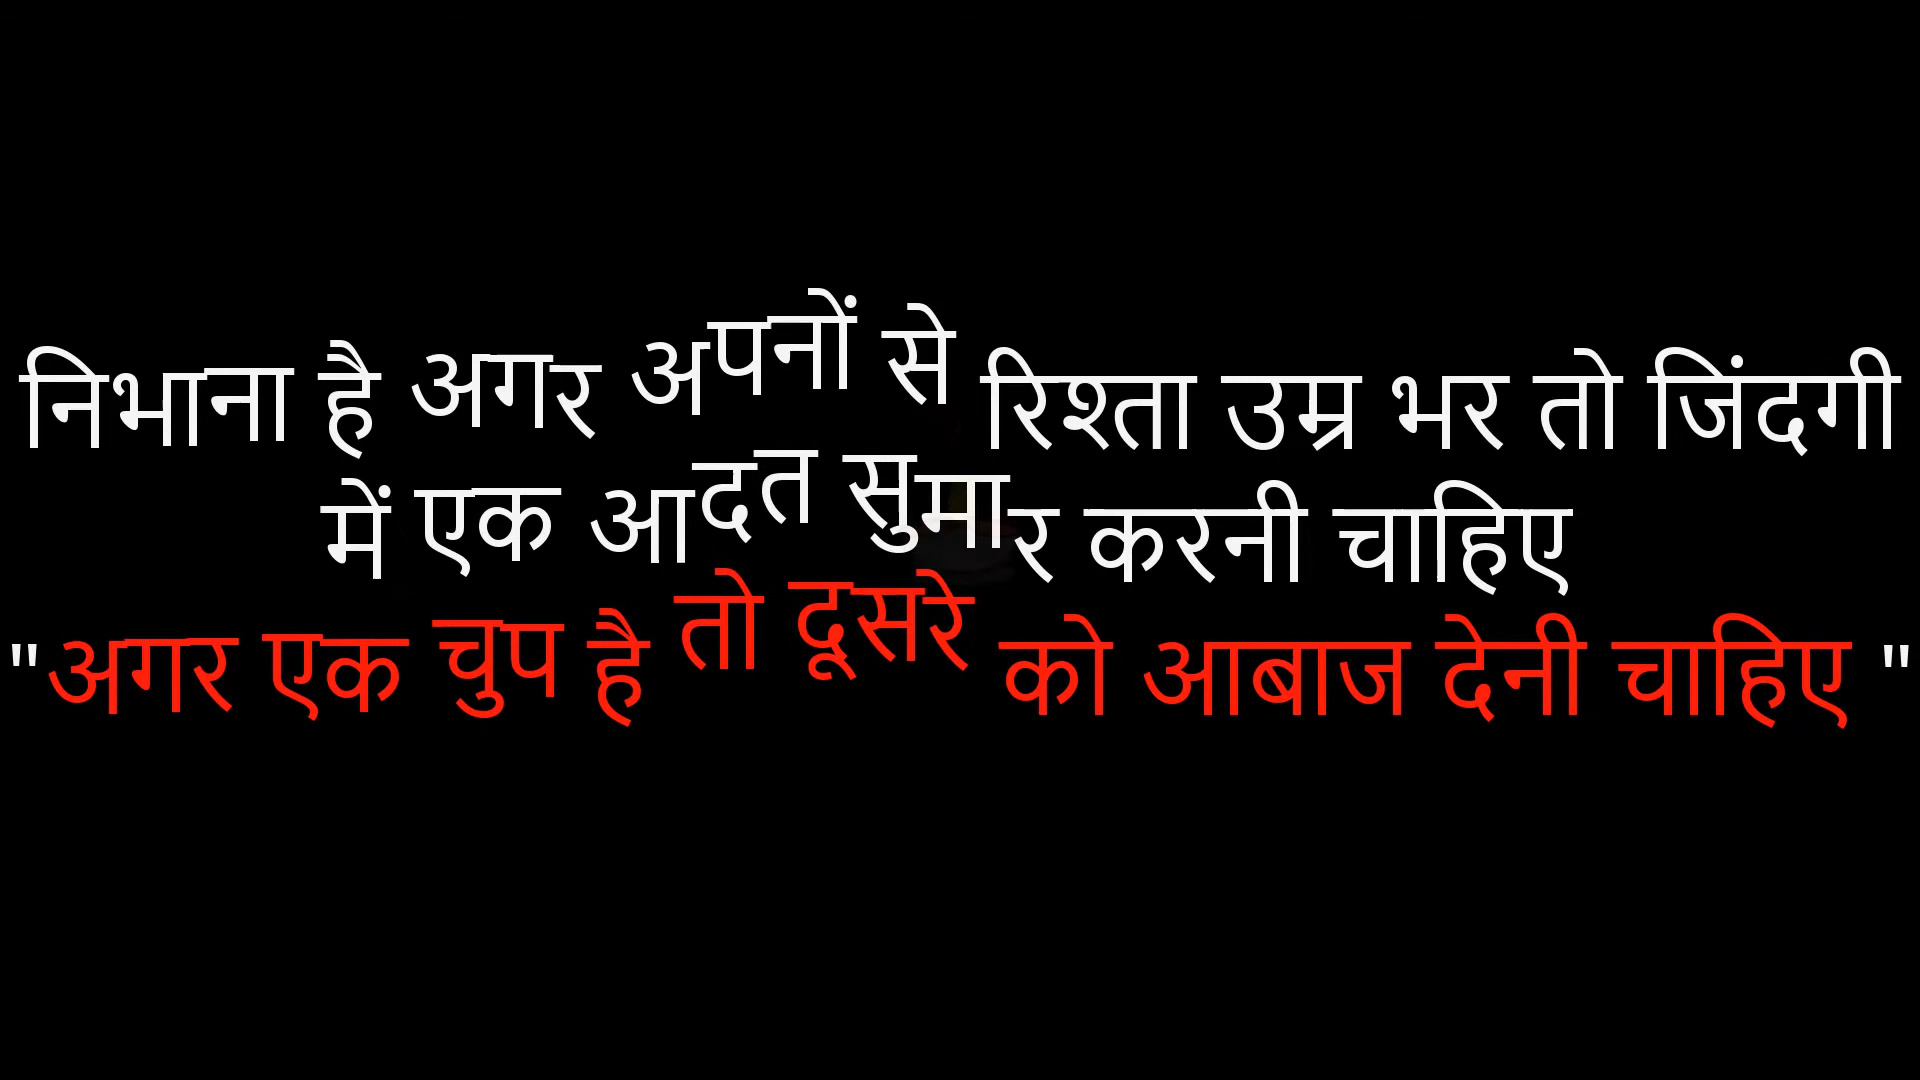 निभाना है अगर अपनों से रिश्ता उम्र भर तो जिंदगी
में एक आदत सुमार करनी चाहिए
"अगर एक चुप है तो दूसरे को आबाज देनी चाहिए "